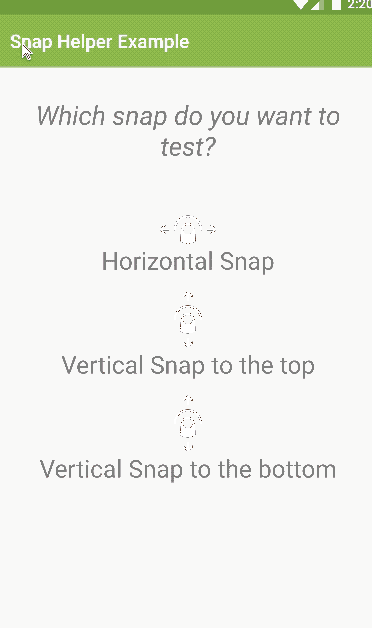 2:20
Snap Helper Example
Which snap do you want to
test?
Horizontal Snap
Vertical Snap to the top
Vertical Snap to the bottom